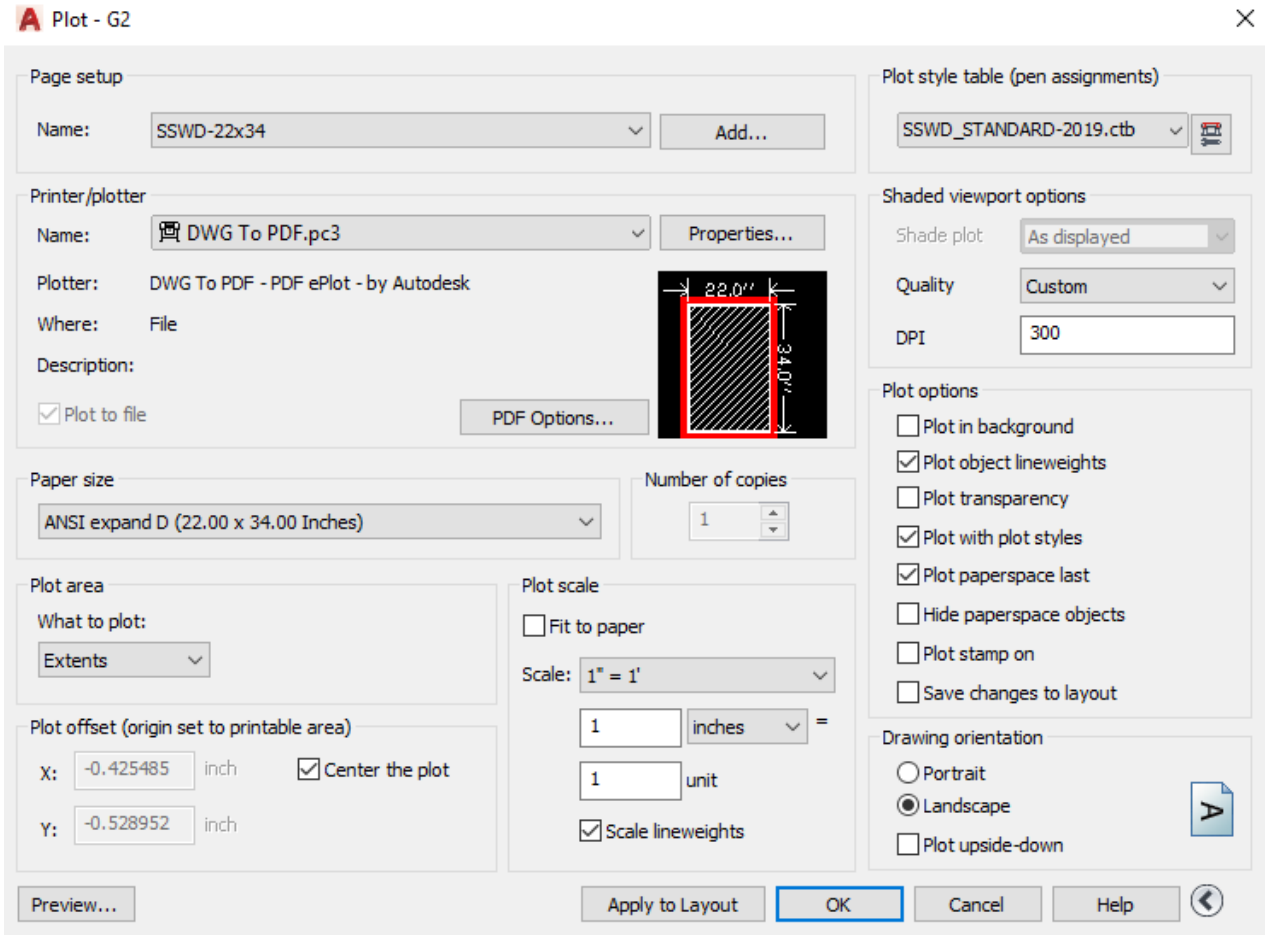 Plot - G2
Page setup
Name:
SSWD-22x34
Add...
Plot style table (pen assignments)
SSWD_STANDARD-2019.ctb
Printer/plotter
Name:
DWG To PDF.pc3
Properties...
Plotter:
DWG To PDF - PDF ePlot - by Autodesk
Where:
File
Description:
Plot to file
PDF Options...
22.0''
34.0''
Shaded viewport options
Shade plot
As displayed
Quality
Custom
DPI
300
Paper size
ANSI expand D (22.00 x 34.00 Inches)
Number of copies
1
Plot options
Plot in background
Plot object lineweights
Plot transparency
Plot with plot styles
Plot paperspace last
Hide paperspace objects
Plot stamp on
Save changes to layout
Plot area
What to plot:
Extents
Plot scale
Fit to paper
Scale:
1" = 1'
1
inches
=
1
unit
Scale lineweights
Plot offset (origin set to printable area)
X:
-0.425485
inch
Center the plot
Y:
-0.528952
inch
Drawing orientation
Portrait
Landscape
Plot upside-down
A
Preview...
Apply to Layout
OK
Cancel
Help